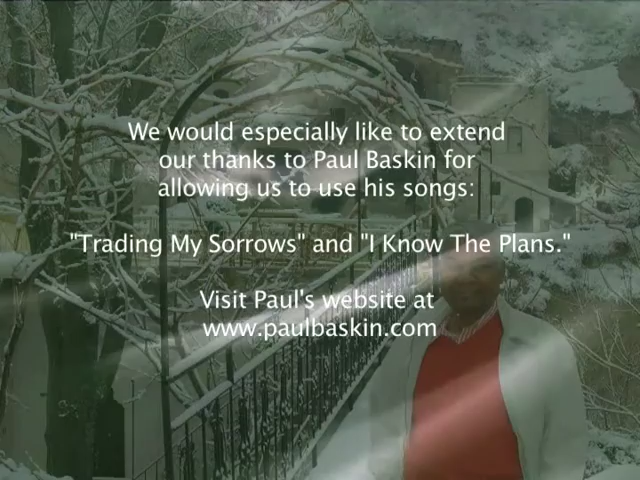 We would especially like to extend
our thanks to Paul Baskin for
allowing us to use his songs:
"Trading My Sorrows" and "I Know The Plans."
Visit Paul's website at
www.paulbaskin.com